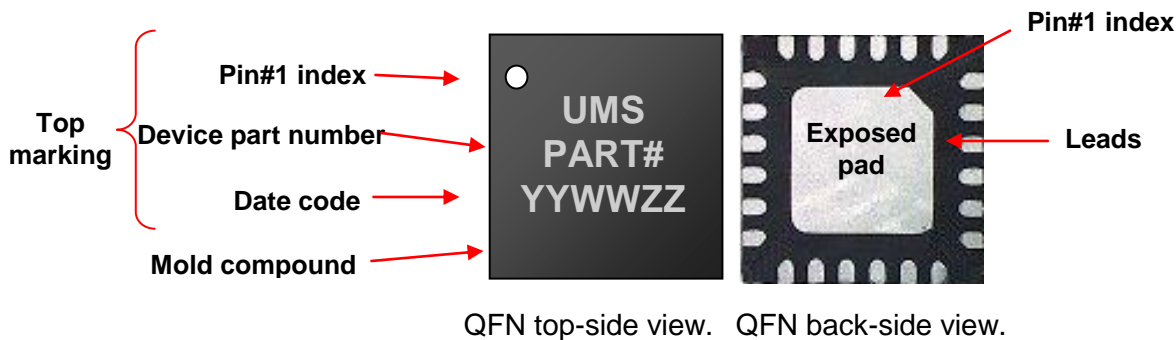 Pin#1 index
Pin#1 index
Top
marking
Device part number
Date code
Mold compound
UMS
PART#
YYWWZZ
Exposed
pad
Leads
QFN top-side view.
QFN back-side view.